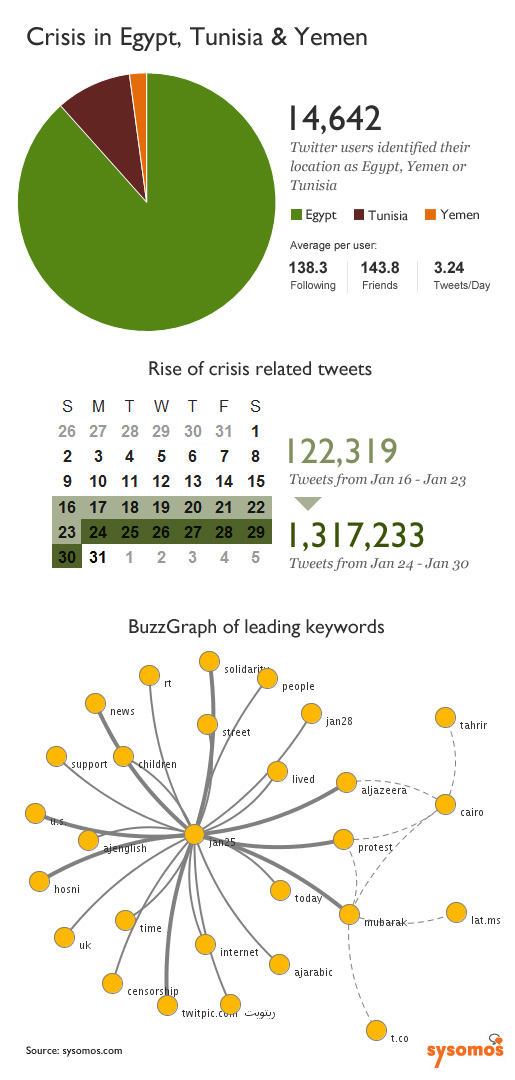 Crisis in Egypt, Tunisia & Yemen
14,642
Twitter users identified their
location as Egypt, Yemen or
Tunisia
Egypt Tunisia Yemen
Average per user:
138.3 143.8 3.24
Following Friends Tweets/Day
Rise of crisis related tweets
S M T W T F S
26 27 28 29 30 31 1
2 3 4 5 6 7 8
9 10 11 12 13 14 15
16 17 18 19 20 21 22
23 24 25 26 27 28 29
30 31 1 2 3 4 5
122,319
Tweets from Jan 16 - Jan 23
1,317,233
Tweets from Jan 24 - Jan 30
BuzzGraph of leading keywords
solidarity
rt
people
news
jan28
tahrir
street
support
children
lived
aljazeera
cairo
u.s.
ajenglish
jan25
protest
hosni
today
mubarak
lat.ms
time
uk
internet
ajarabic
censorship
twitpic.com
t.co
Source: sysomos.com
sysomos